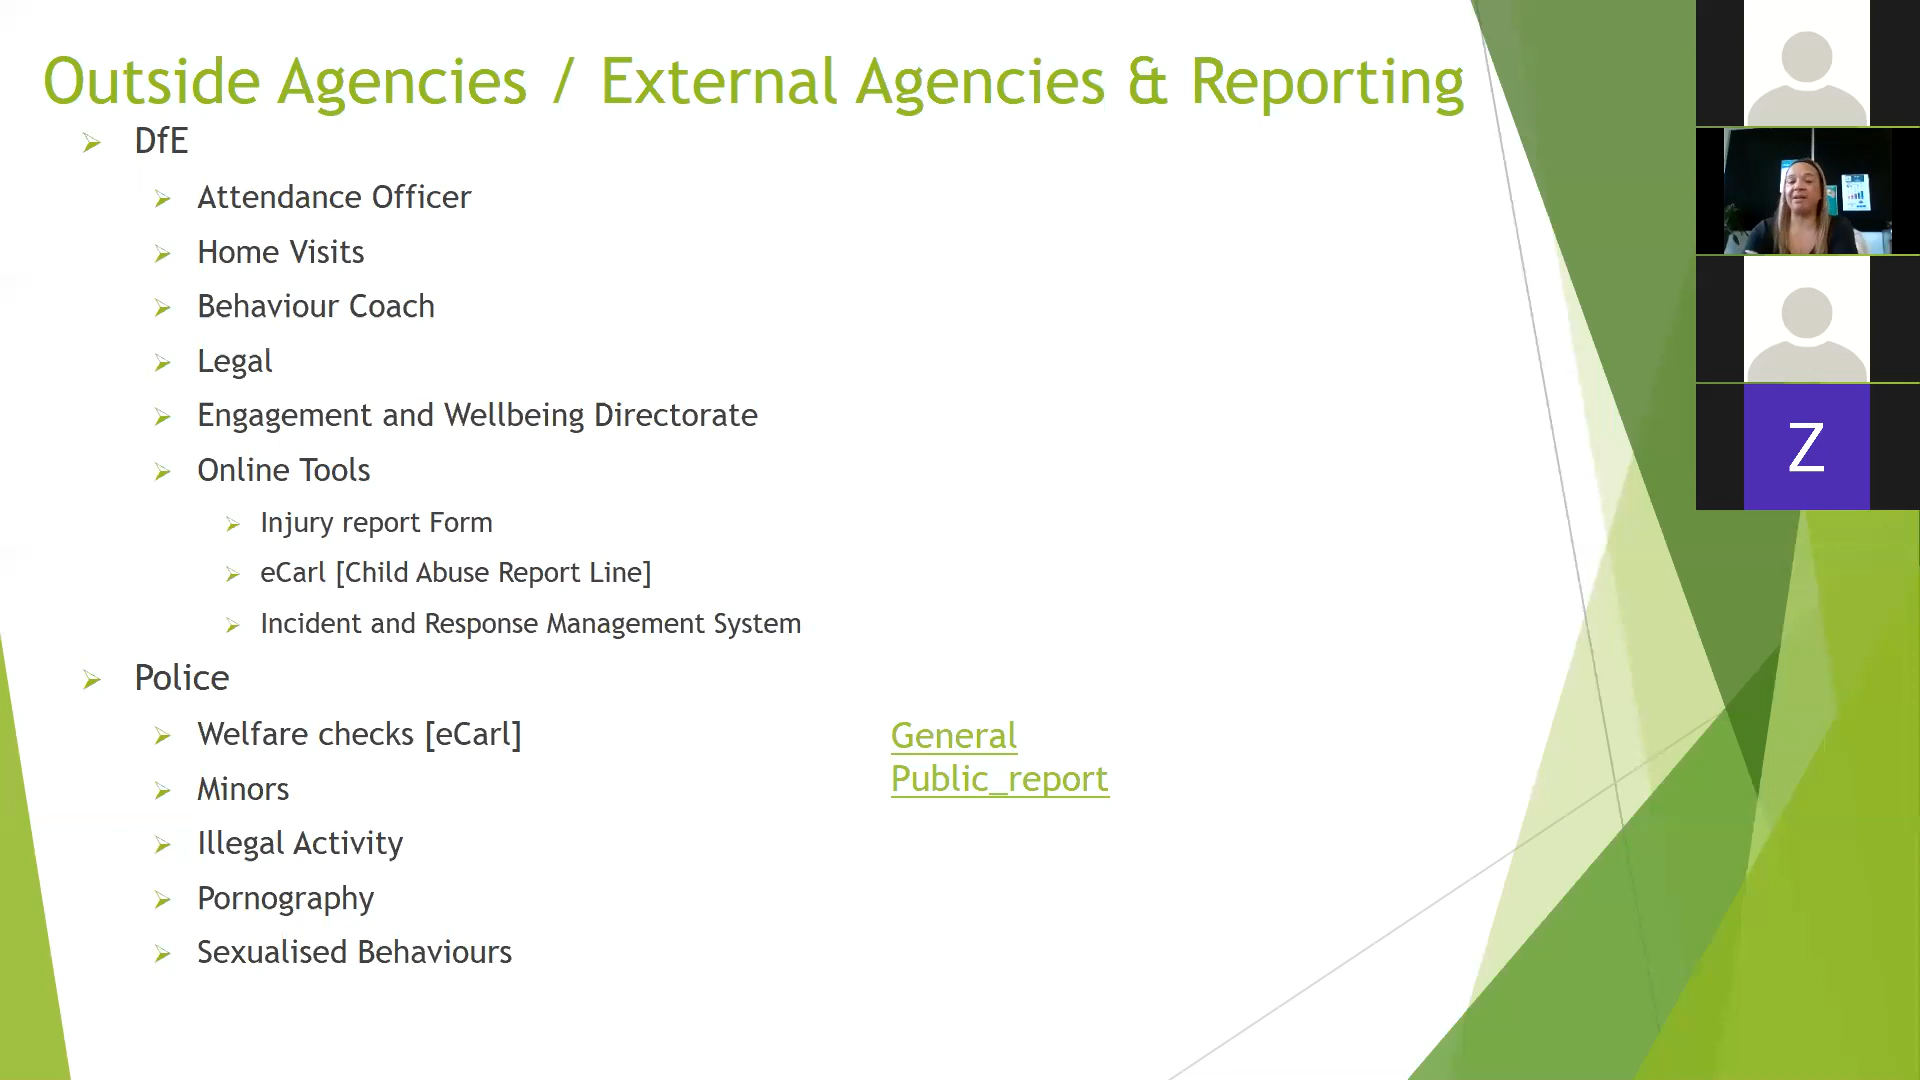 Outside Agencies / External Agencies & Reporting
DfE
Attendance Officer
Home Visits
Behaviour Coach
Legal
Engagement and Wellbeing Directorate
Online Tools
Injury report Form
eCarl [Child Abuse Report Line]
Incident and Response Management System
Police
Welfare checks [eCarl]
Minors
Illegal Activity
Pornography
Sexualised Behaviours
General
Public_report
Z